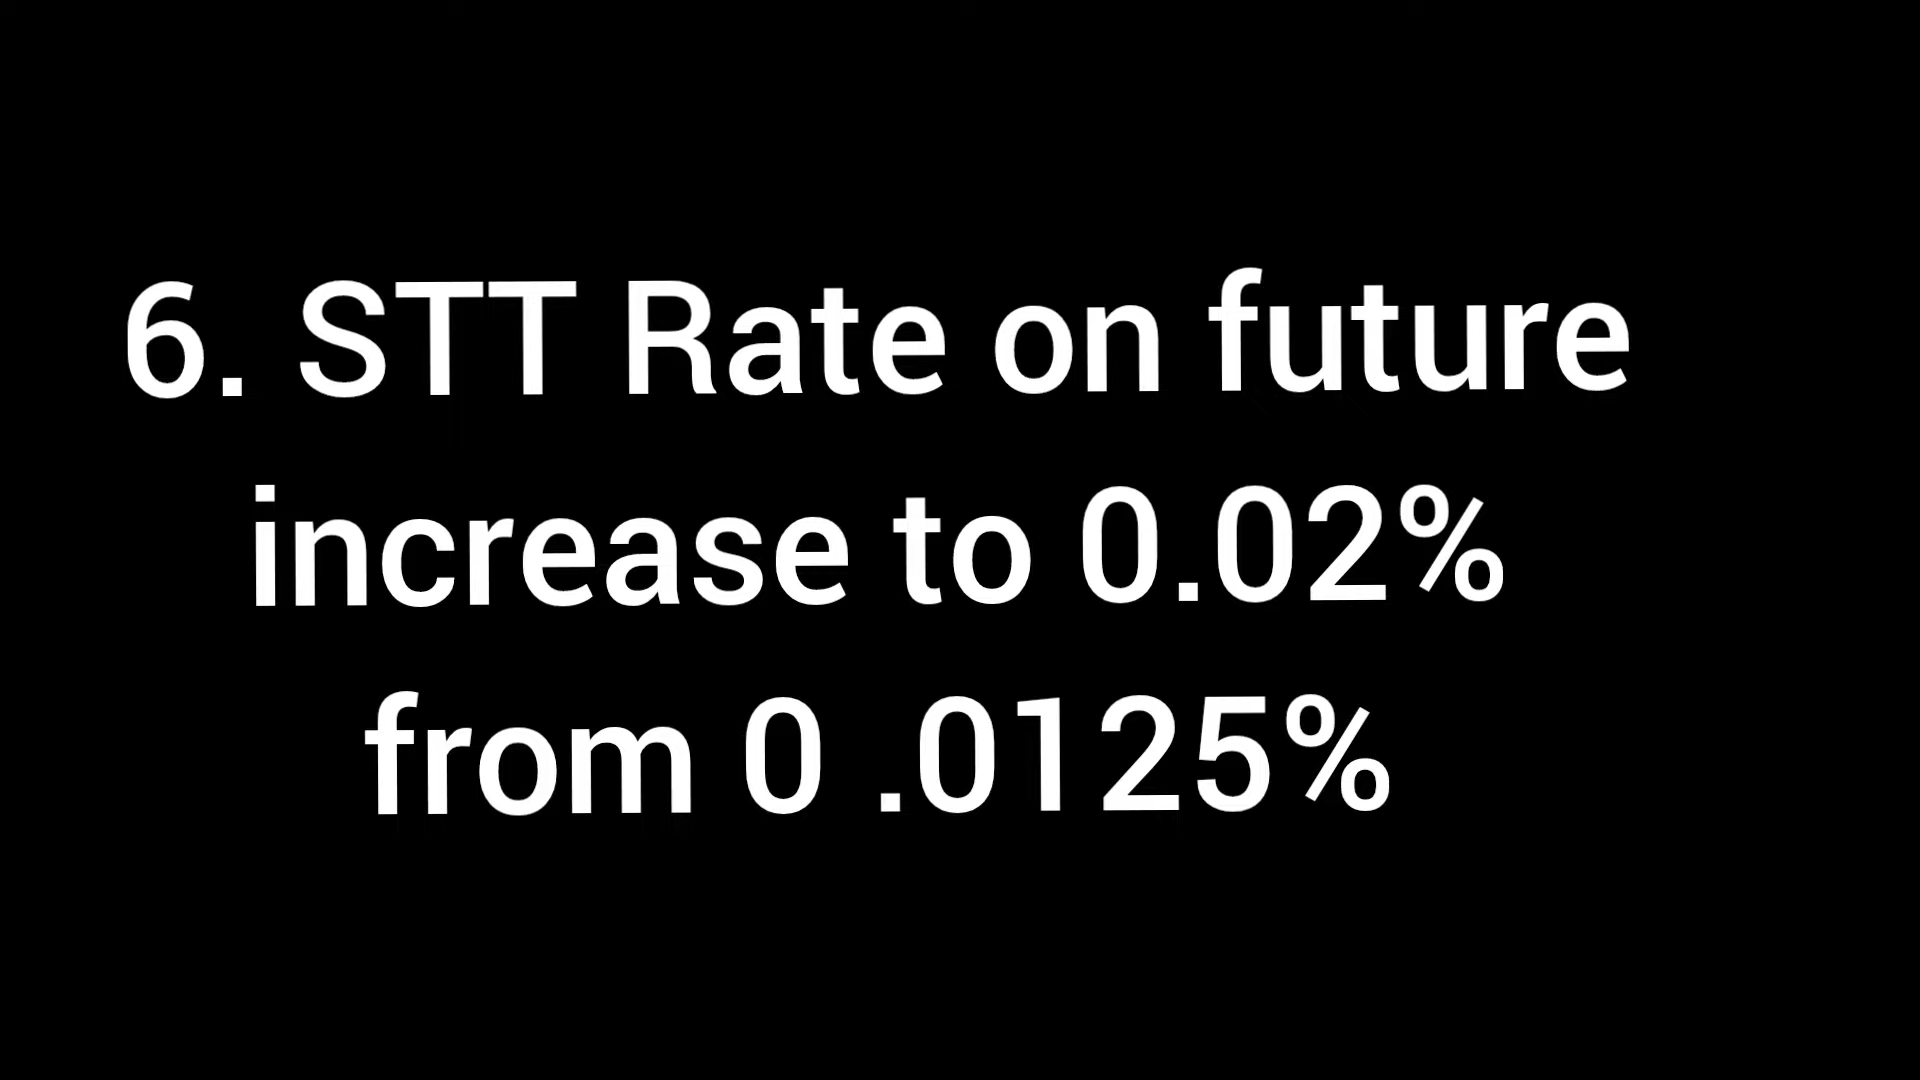 6. STT Rate on future
increase to 0.02%
from 0 .0125%